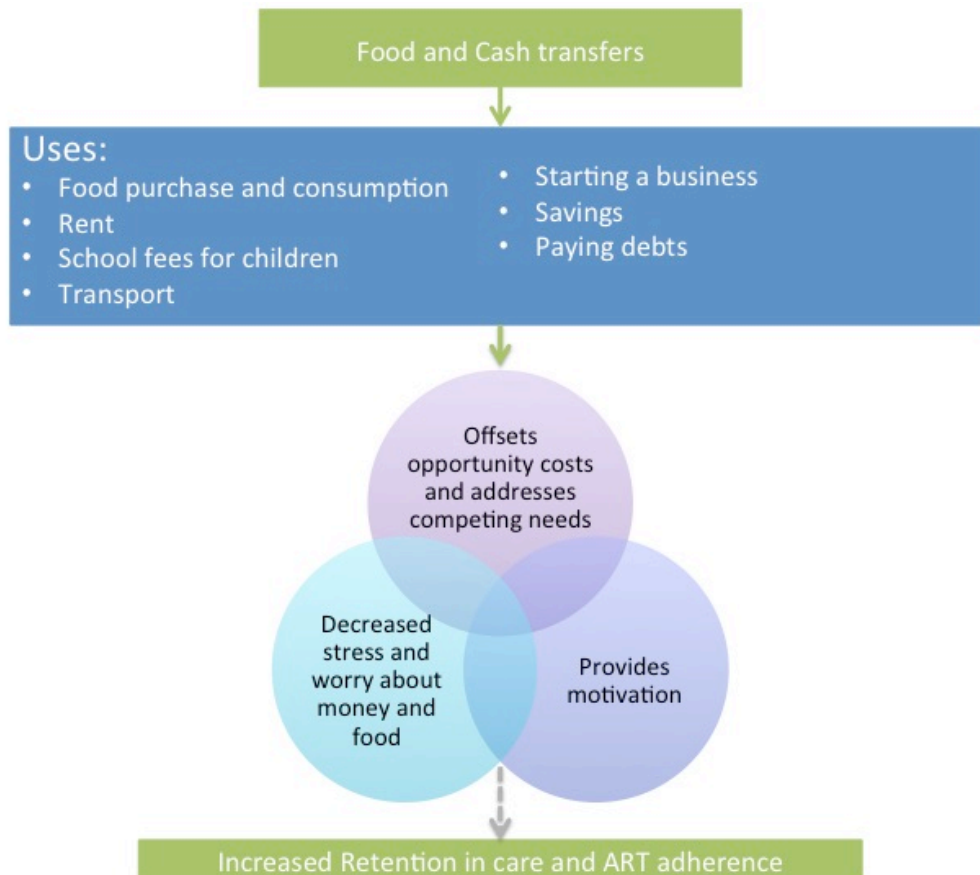 Food and Cash transfers
Uses:
• Food purchase and consumption
• Rent
• School fees for children
• Transport
• Starting a business
• Savings
• Paying debts
Offsets
opportunity costs
and addresses
competing needs
Decreased
stress and
worry about
money and
food
Provides
motivation
Increased Retention in care and ART adherence